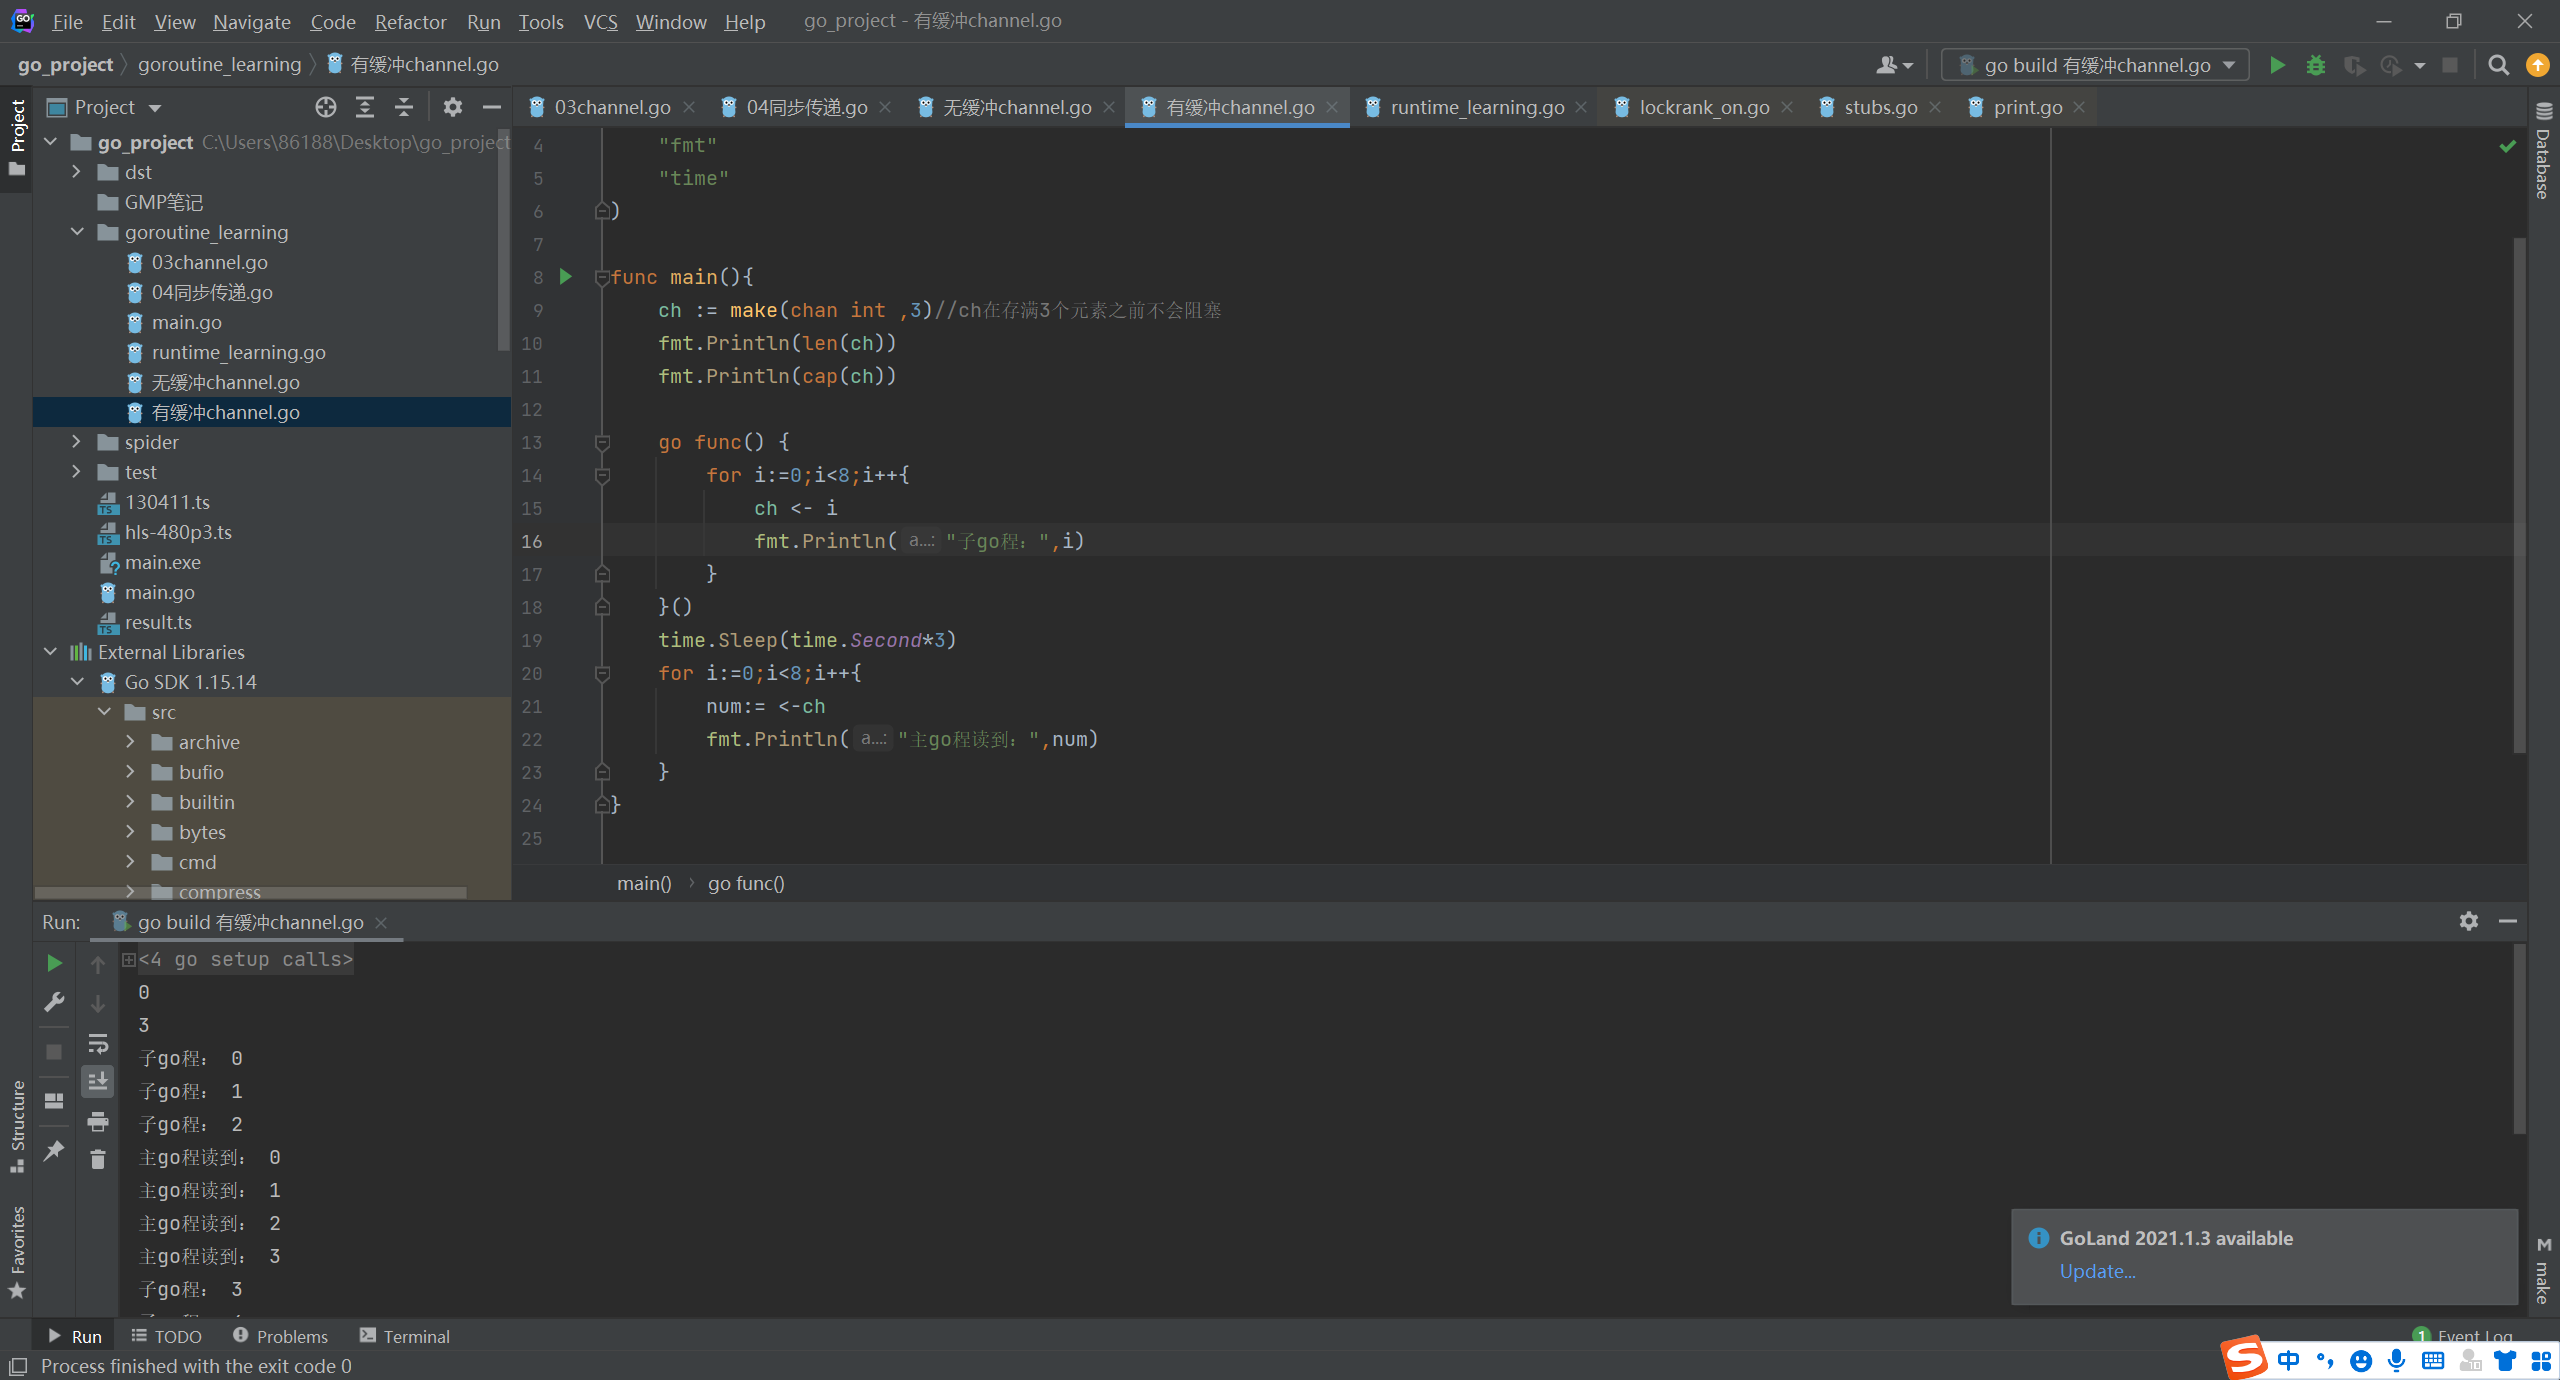 File Edit View Navigate Code Refactor Run Tools VCS Window Help go_project - 有缓冲channel.go
go_project goroutine_learning 有缓冲channel.go
go build 有缓冲channel.go
Project
03channel.go 04同步传递.go 无缓冲channel.go 有缓冲channel.go runtime_learning.go lockrank_on.go stubs.go print.go
Project
Structure
Favorites
go_project C:\Users\86188\Desktop\go_project
dst
GMP笔记
goroutine_learning
03channel.go
04同步传递.go
main.go
runtime_learning.go
无缓冲channel.go
有缓冲channel.go
spider
test
130411.ts
hls-480p3.ts
main.exe
main.go
result.ts
External Libraries
Go SDK 1.15.14
src
archive
bufio
builtin
bytes
cmd
compress
4 "fmt"
5 "time"
6 )
7
8 func main(){
9 ch := make(chan int ,3)//ch在存满3个元素之前不会阻塞
10 fmt.Println(len(ch))
11 fmt.Println(cap(ch))
12
13 go func() {
14 for i:=0;i<8;i++{
15 ch <- i
16 fmt.Println( a...: "子go程：",i)
17 }
18 }()
19 time.Sleep(time.Second*3)
20 for i:=0;i<8;i++{
21 num:= <-ch
22 fmt.Println( a...: "主go程读到：",num)
23 }
24 }
25
main() › go func()
Database
make
Run: go build 有缓冲channel.go
<4 go setup calls>
0
3
子go程： 0
子go程： 1
子go程： 2
主go程读到： 0
主go程读到： 1
主go程读到： 2
主go程读到： 3
子go程： 3
GoLand 2021.1.3 available
Update...
Run TODO Problems Terminal
1 Event Log
Process finished with the exit code 0
中